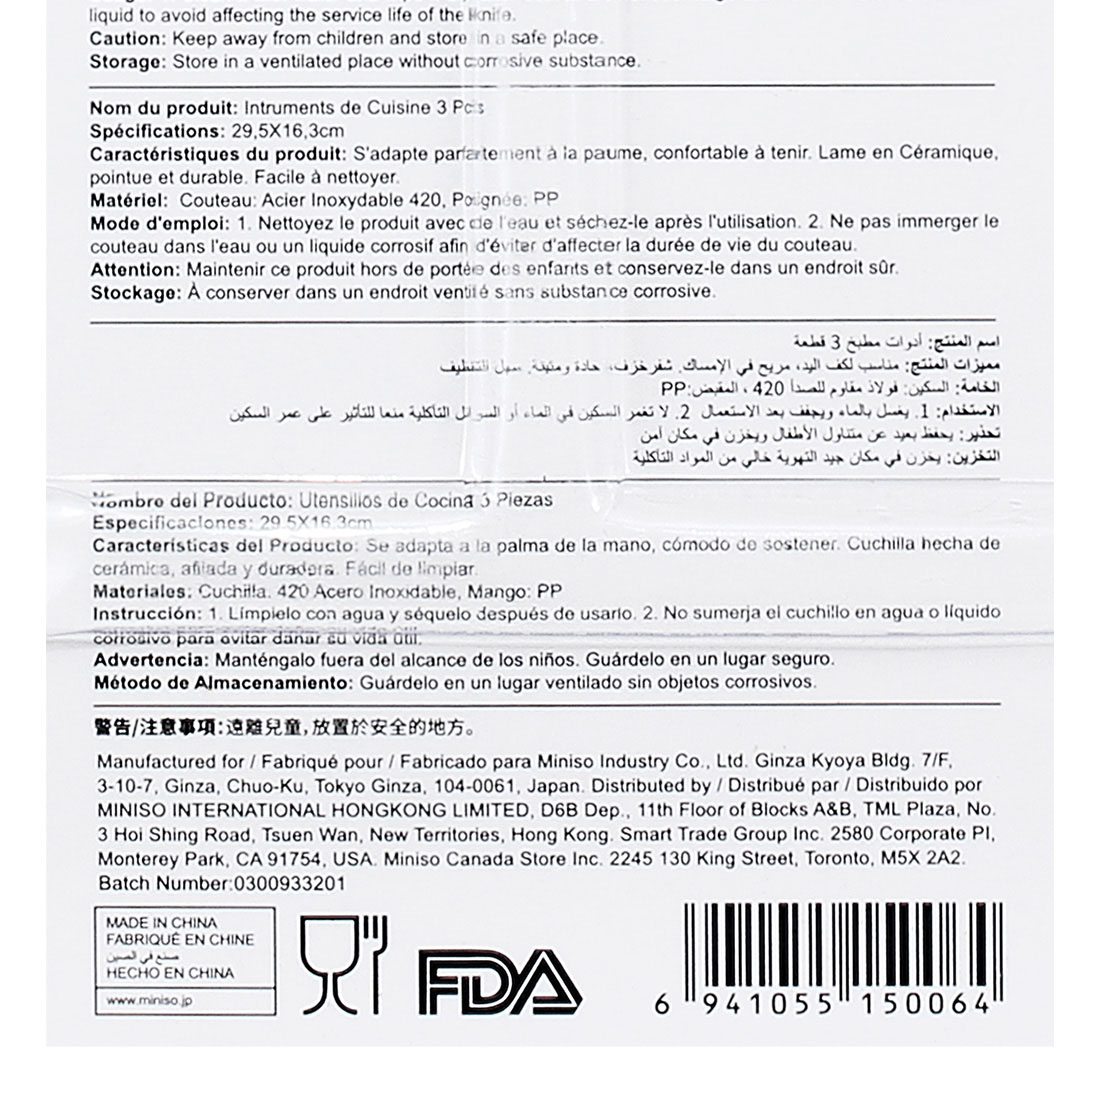 liquid to avoid affecting the service life of the knife.
Caution: Keep away from children and store in a safe place.
Storage: Store in a ventilated place without corrosive substance.
Nom du produit: Intruments de Cuisine 3 Pcs
Spécifications: 29,5X16,3cm
Caractéristiques du produit: S'adapte parfaitement à la paume, confortable à tenir. Lame en Céramique,
pointue et durable. Facile à nettoyer.
Matériel: Couteau: Acier Inoxydable 420, Poignée: PP
Mode d'emploi: 1. Nettoyez le produit avec de l'eau et séchez-le après l'utilisation. 2. Ne pas immerger le
couteau dans l'eau ou un liquide corrosif afin d'éviter d'affecter la durée de vie du couteau.
Attention: Maintenir ce produit hors de portée des enfants et conservez-le dans un endroit sûr.
Stockage: À conserver dans un endroit ventilé sans substance corrosive.
اسم المنتج: أدوات مطبخ 3 قطعة
مميزات المنتج: مناسب لكف اليد، مريح في الإمساك. شفر خزف، حادة ومتينة. سهل التنظيف
الخامة: السكين: فولاذ مقاوم للصدأ 420 ، المقبض:PP
الاستخدام: 1. يغسل بالماء ويجفف بعد الاستعمال 2. لا تغمر السكين في الماء أو السوائل التآكلية منعا للتأثير على عمر السكين
تحذير: يحفظ بعيد عن متناول الأطفال ويخزن في مكان أمن
التخزين: يخزن في مكان جيد التهوية خالي من المواد التآكلية
Nombre del Producto: Utensilios de Cocina 3 Piezas
Especificaciones: 29.5X16.3cm
Características del Producto: Se adapta a la palma de la mano, cómodo de sostener. Cuchilla hecha de
cerámica, afilada y duradera. Fácil de limpiar.
Materiales: Cuchilla: 420 Acero Inoxidable, Mango: PP
Instrucción: 1. Límpielo con agua y séquelo después de usarlo. 2. No sumerja el cuchillo en agua o líquido
corrosivo para evitar dañar su vida útil.
Advertencia: Manténgalo fuera del alcance de los niños. Guárdelo en un lugar seguro.
Método de Almacenamiento: Guárdelo en un lugar ventilado sin objetos corrosivos.
警告/注意事項:遠離兒童,放置於安全的地方。
Manufactured for / Fabriqué pour / Fabricado para Miniso Industry Co., Ltd. Ginza Kyoya Bldg. 7/F,
3-10-7, Ginza, Chuo-Ku, Tokyo Ginza, 104-0061, Japan. Distributed by / Distribué par / Distribuido por
MINISO INTERNATIONAL HONGKONG LIMITED, D6B Dep., 11th Floor of Blocks A&B, TML Plaza, No.
3 Hoi Shing Road, Tsuen Wan, New Territories, Hong Kong. Smart Trade Group Inc. 2580 Corporate Pl,
Monterey Park, CA 91754, USA. Miniso Canada Store Inc. 2245 130 King Street, Toronto, M5X 2A2.
Batch Number:0300933201
MADE IN CHINA
FABRIQUÉ EN CHINE
صنع في الصين
HECHO EN CHINA
www.miniso.jp
FDA
6 941055 150064